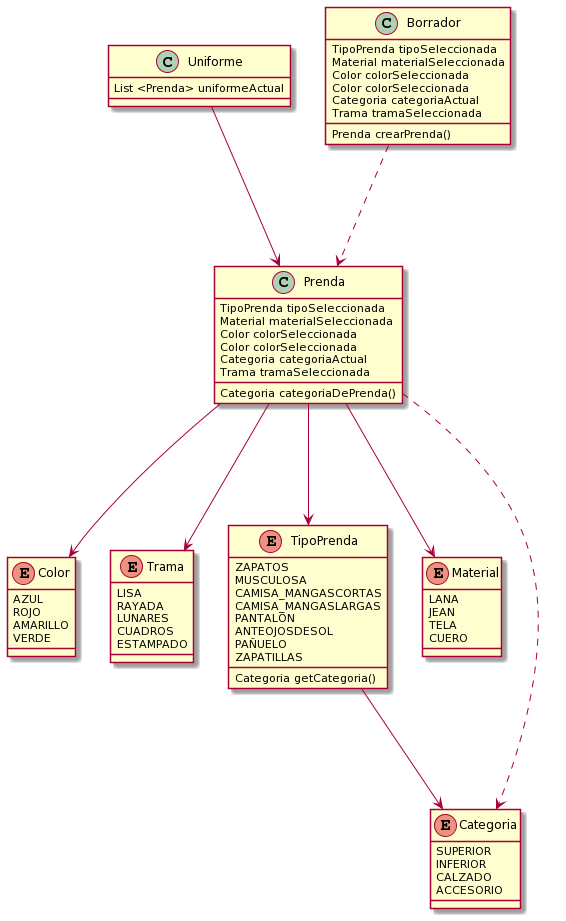 C Borrador
TipoPrenda tipoSeleccionada
Material materialSeleccionada
Color colorSeleccionada
Color colorSeleccionada
Categoria categoriaActual
Trama tramaSeleccionada
Prenda crearPrenda()
C Uniforme
List <Prenda> uniformeActual
C Prenda
TipoPrenda tipoSeleccionada
Material materialSeleccionada
Color colorSeleccionada
Color colorSeleccionada
Categoria categoriaActual
Trama tramaSeleccionada
Categoria categoriaDePrenda()
E Color
AZUL
ROJO
AMARILLO
VERDE
E Trama
LISA
RAYADA
LUNARES
CUADROS
ESTAMPADO
E TipoPrenda
ZAPATOS
MUSCULOSA
CAMISA_MANGASCORTAS
CAMISA_MANGASLARGAS
PANTALON
ANTEOJOSDESOL
PAÑUELO
ZAPATILLAS
Categoria getCategoria()
E Material
LANA
JEAN
TELA
CUERO
E Categoria
SUPERIOR
INFERIOR
CALZADO
ACCESORIO